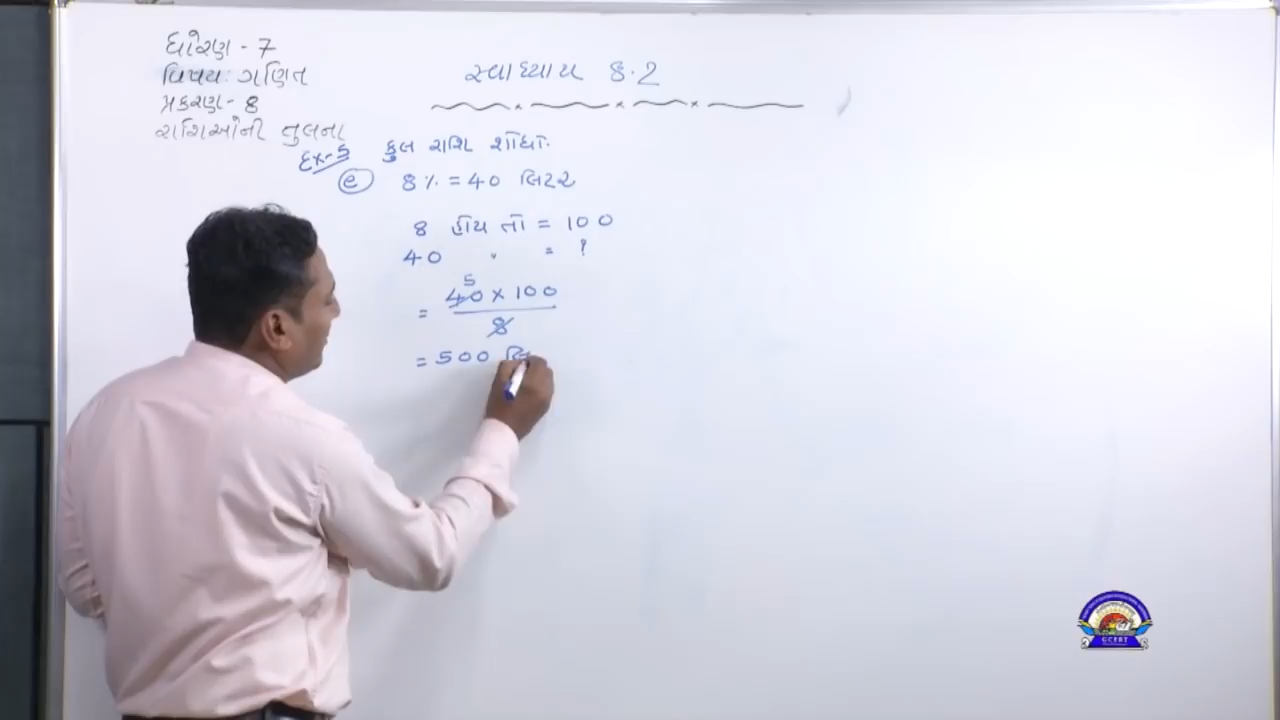 ધોરણ - 7
વિષય: ગણિત
પ્રકરણ - 8
રાશિઓની તુલના
સ્વાધ્યાય 8.2
Ex-5 કુલ રાશિ શોધો.
(e) 8 % = 40 લિટર
8 હોય તો = 100
40 " = ?
5
= 40 × 100
8
= 500 લિ
GCERT